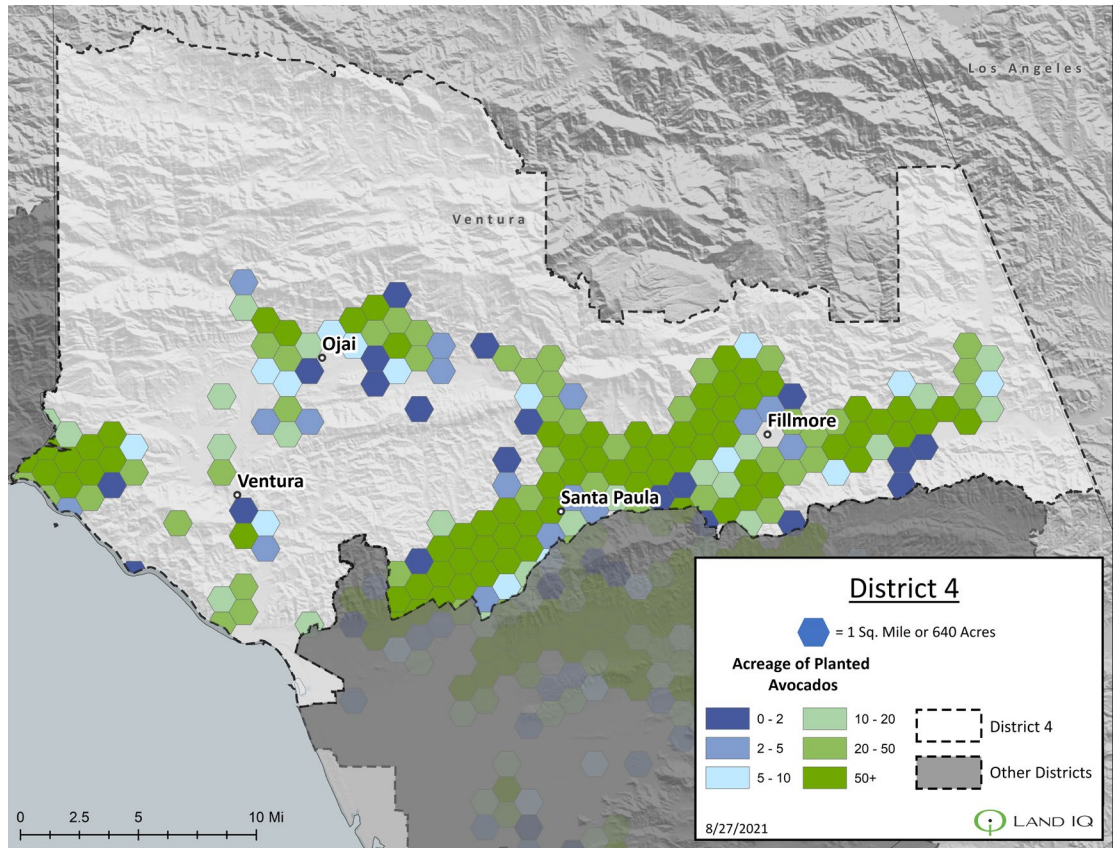 Los Angeles
Ventura
Ojai
Fillmore
Ventura
Santa Paula
District 4
= 1 Sq. Mile or 640 Acres
Acreage of Planted
Avocados
0 - 2
2 - 5
5 - 10
10 - 20
20 - 50
50+
District 4
Other Districts
8/27/2021
LAND IQ
0 2.5 5 10 Mi